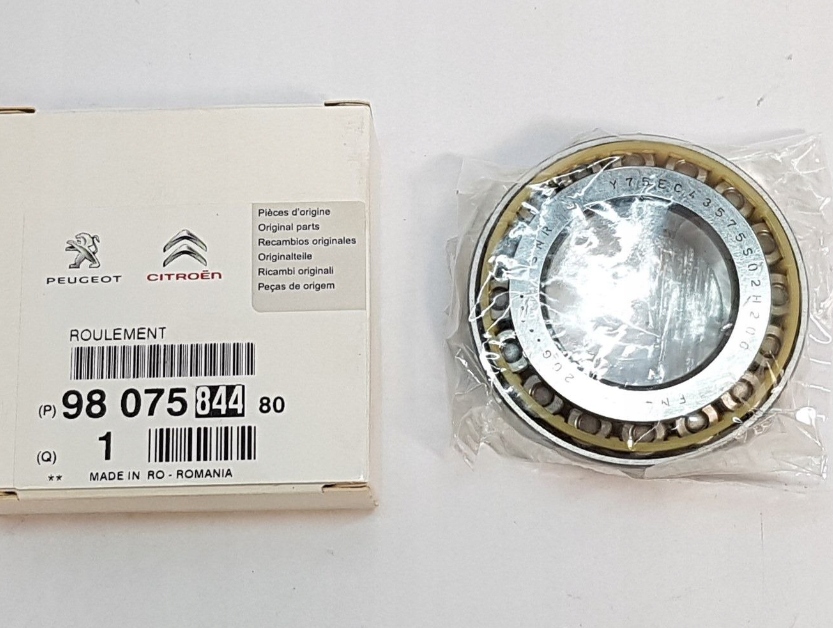 PEUGEOT
CITROËN
Pièces d'origine
Original parts
Recambios originales
Originalteile
Ricambi originali
Peças de origem
ROULEMENT
(P) 98 075 844 80
(Q) 1
** MADE IN RO - ROMANIA
SNR